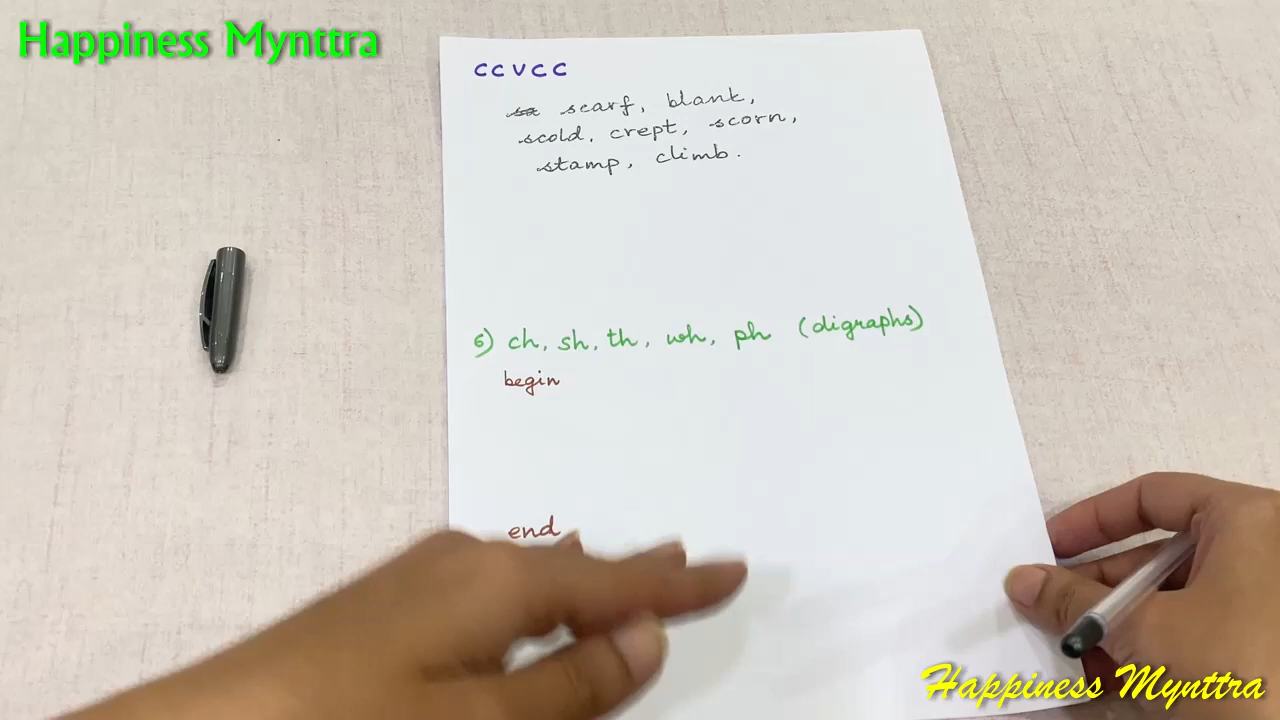 Happiness Mynttra
CCVCC
scarf, blank,
scold, crept, scorn,
stamp, climb.
5) ch, sh, th, wh, ph (digraphs)
begin
end
Happiness Mynttra